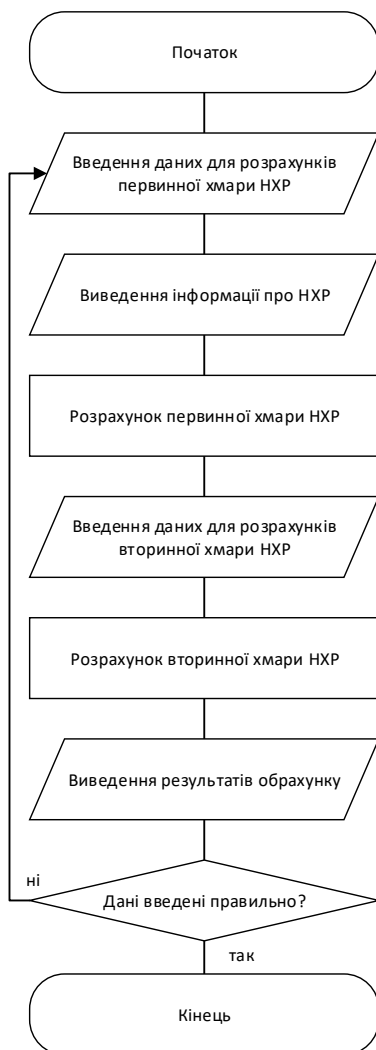 Початок
Введення даних для розрахунків
первинної хмари НХР
Виведення інформації про НХР
Розрахунок первинної хмари НХР
Введення даних для розрахунків
вторинної хмари НХР
Розрахунок вторинної хмари НХР
Виведення результатів обрахунку
ні
Дані введені правильно?
так
Кінець